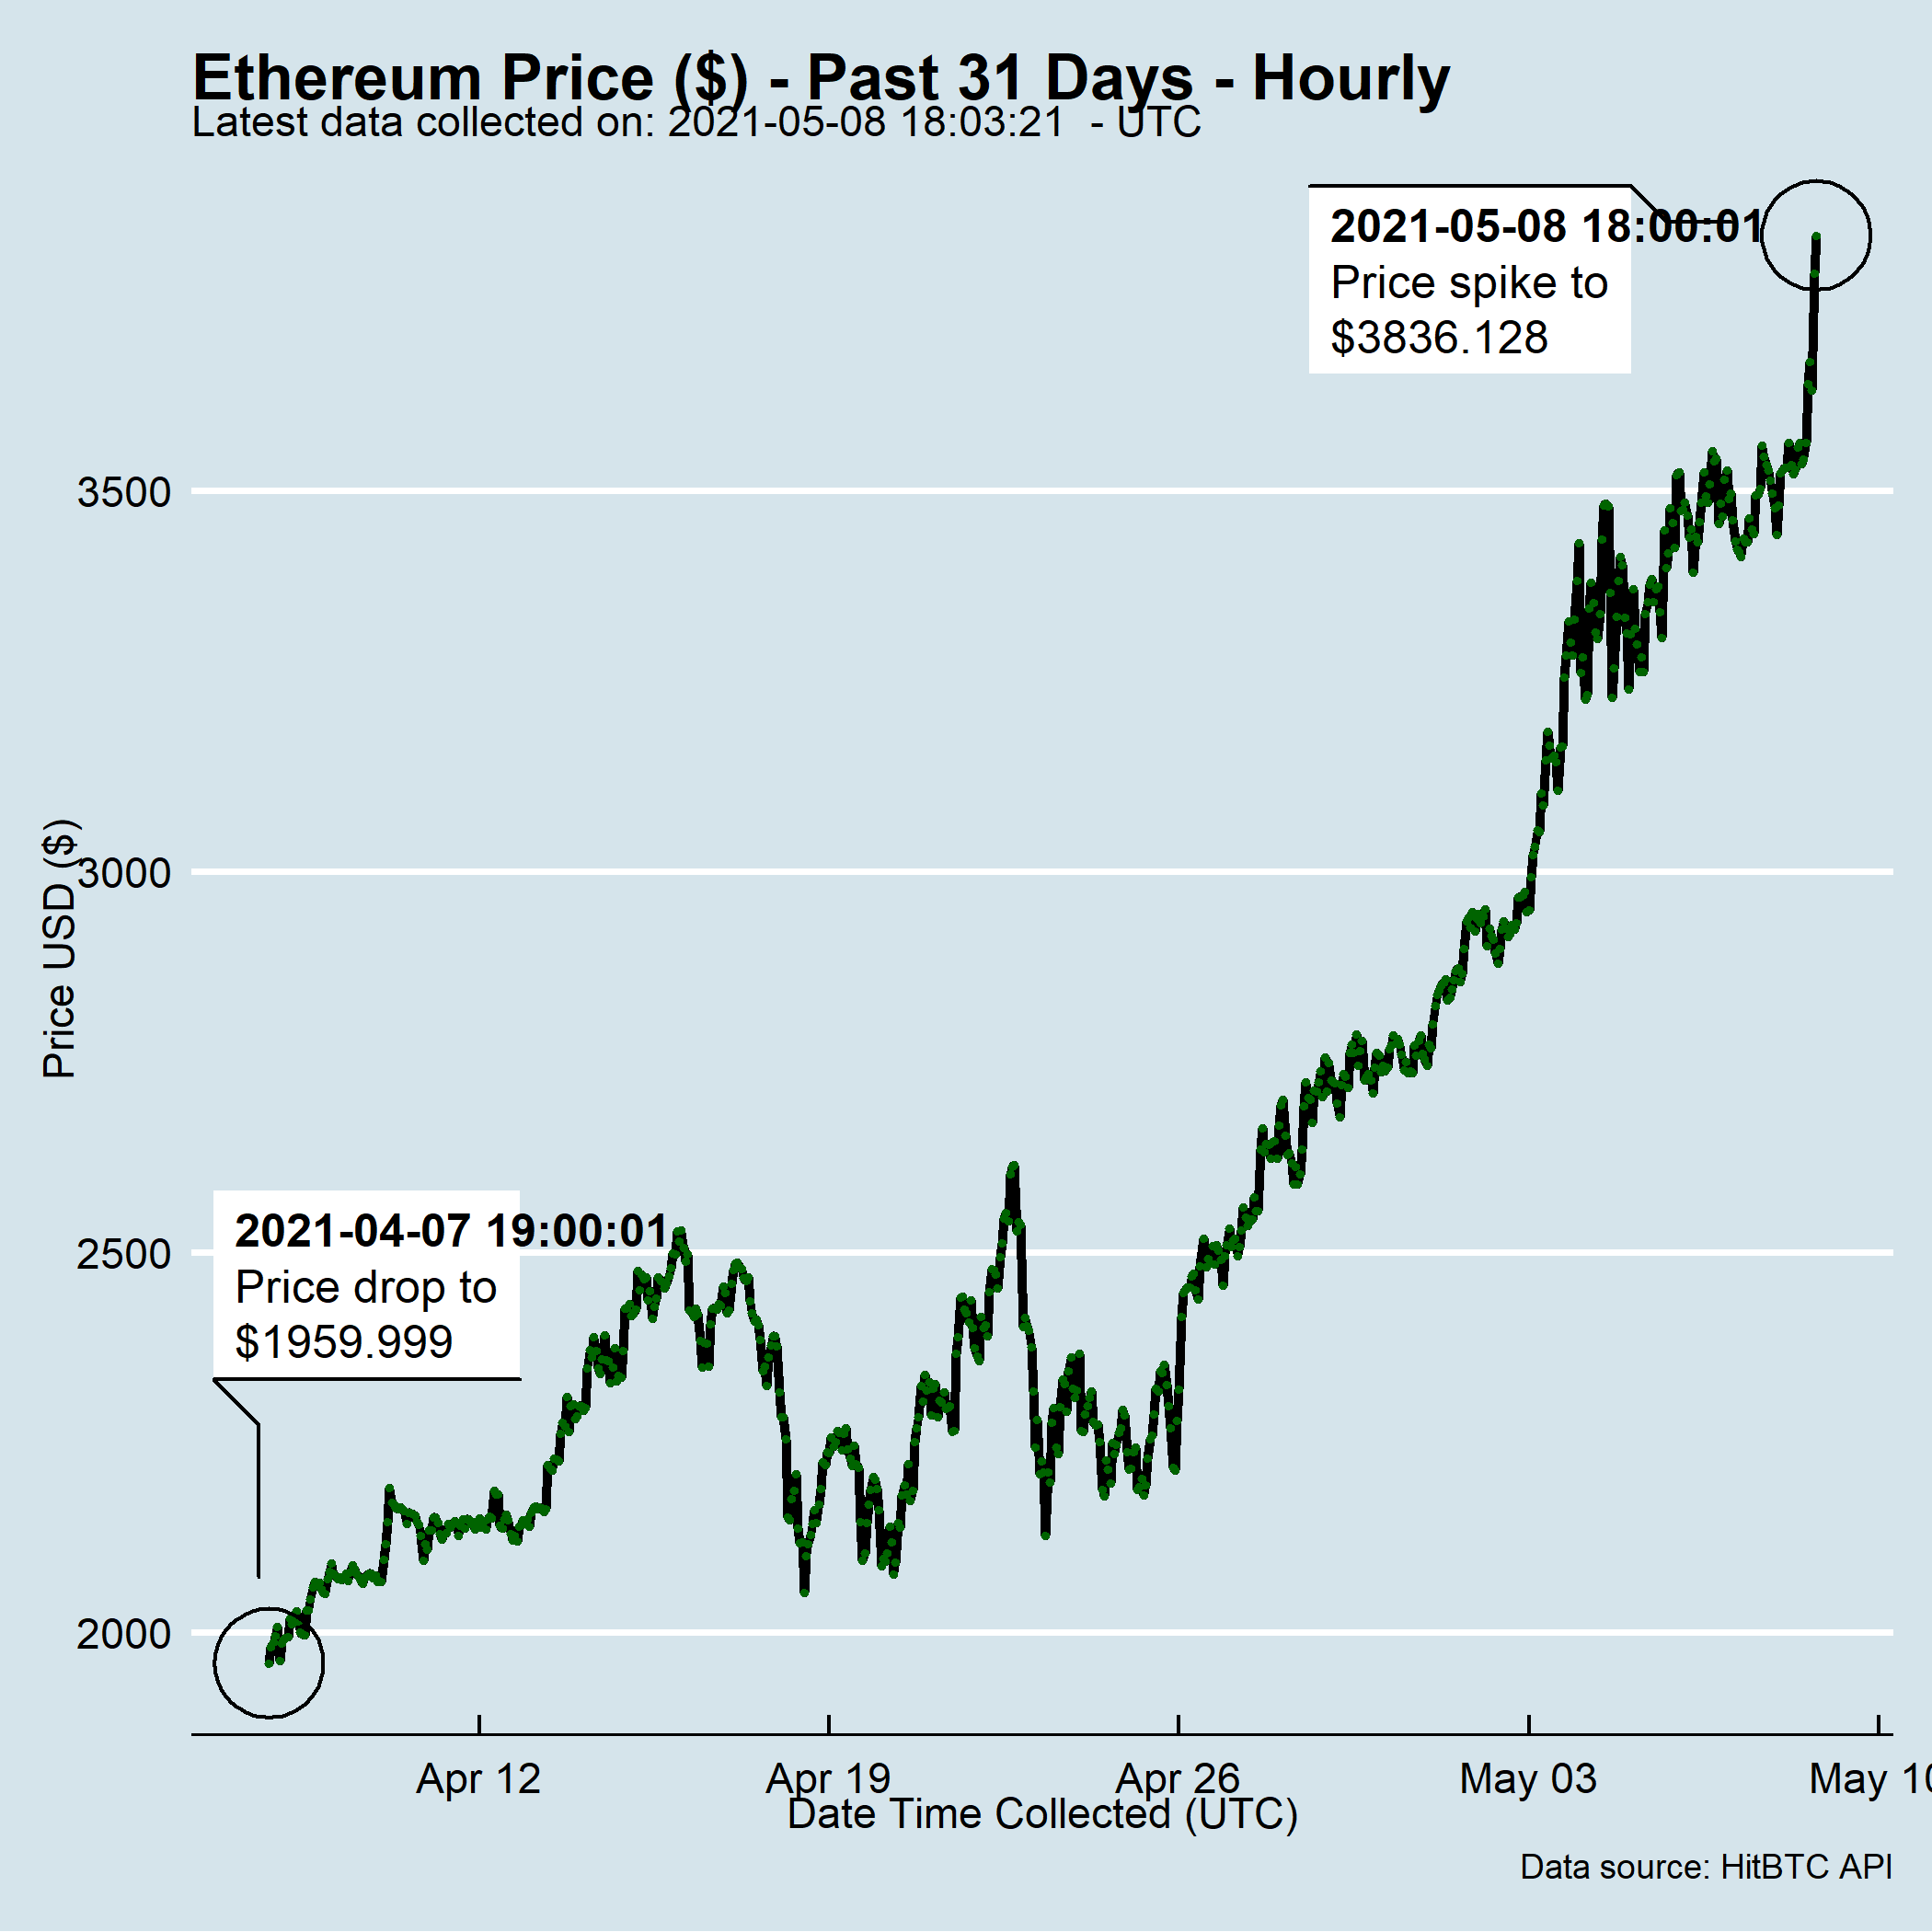 Ethereum Price ($) - Past 31 Days - Hourly
Latest data collected on: 2021-05-08 18:03:21 - UTC
2021-05-08 18:00:01
Price spike to
$3836.128
3500
3000
2500
2000
Price USD ($)
2021-04-07 19:00:01
Price drop to
$1959.999
Apr 12 Apr 19 Apr 26 May 03 May 10
Date Time Collected (UTC)
Data source: HitBTC API